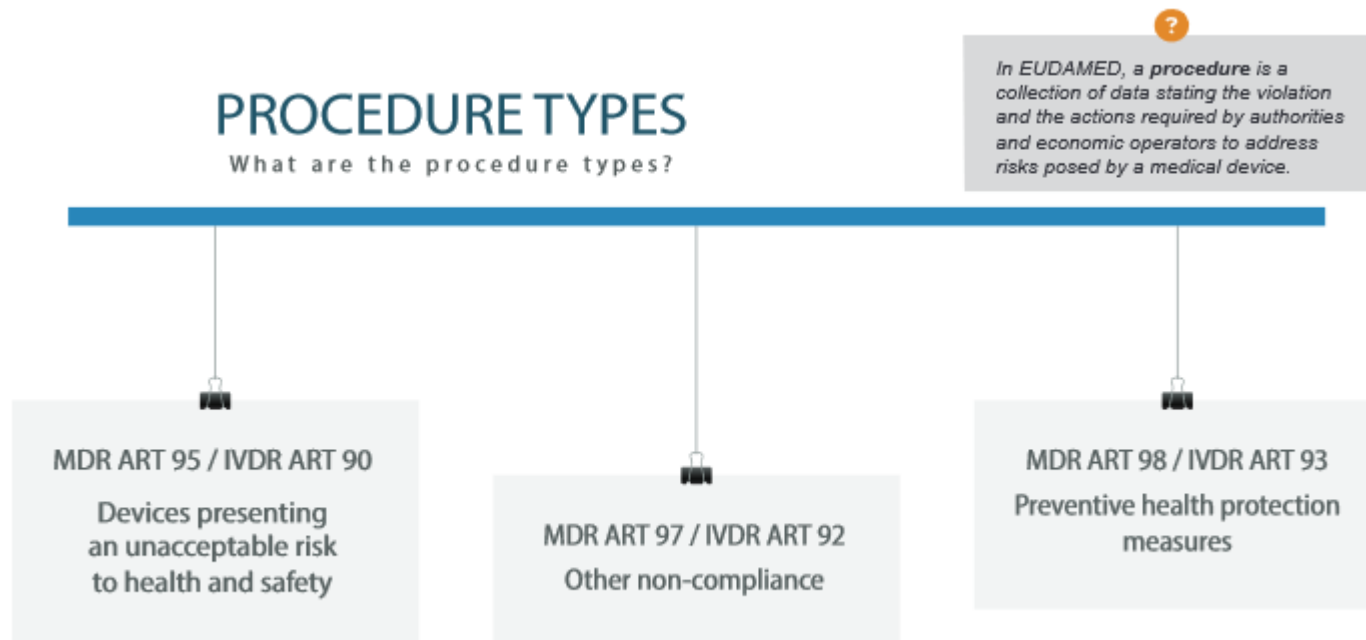 ?
In EUDAMED, a procedure is a
collection of data stating the violation
and the actions required by authorities
and economic operators to address
risks posed by a medical device.
PROCEDURE TYPES
What are the procedure types?
MDR ART 95 / IVDR ART 90
Devices presenting
an unacceptable risk
to health and safety
MDR ART 97 / IVDR ART 92
Other non-compliance
MDR ART 98 / IVDR ART 93
Preventive health protection
measures